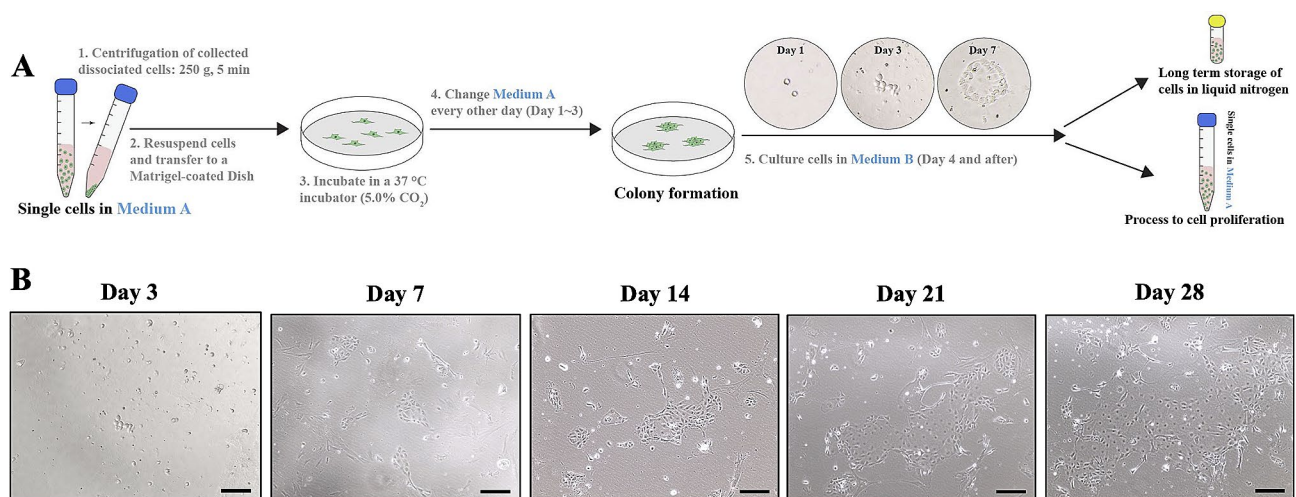 A
1. Centrifugation of collected
dissociated cells: 250 g, 5 min
2. Resuspend cells
and transfer to a
Matrigel-coated Dish
Single cells in Medium A
3. Incubate in a 37 °C
incubator (5.0% CO₂)
4. Change Medium A
every other day (Day 1~3)
Colony formation
Day 1
Day 3
Day 7
5. Culture cells in Medium B (Day 4 and after)
Long term storage of
cells in liquid nitrogen
Single cells in Medium A
Process to cell proliferation
B
Day 3
Day 7
Day 14
Day 21
Day 28